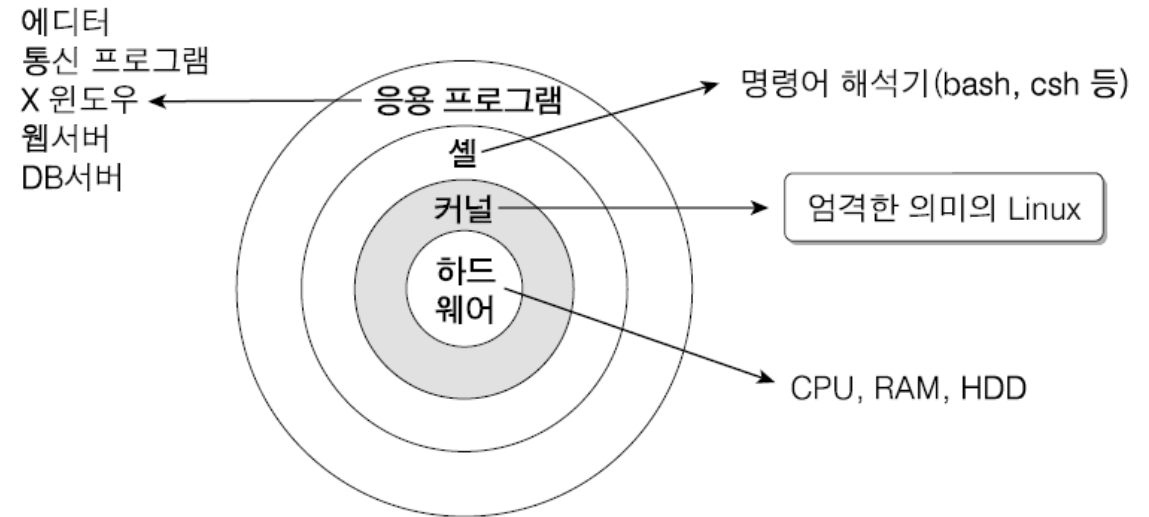 에디터
통신 프로그램
X 윈도우
웹서버
DB서버
응용 프로그램
셸
커널
하드
웨어
명령어 해석기(bash, csh 등)
엄격한 의미의 Linux
CPU, RAM, HDD